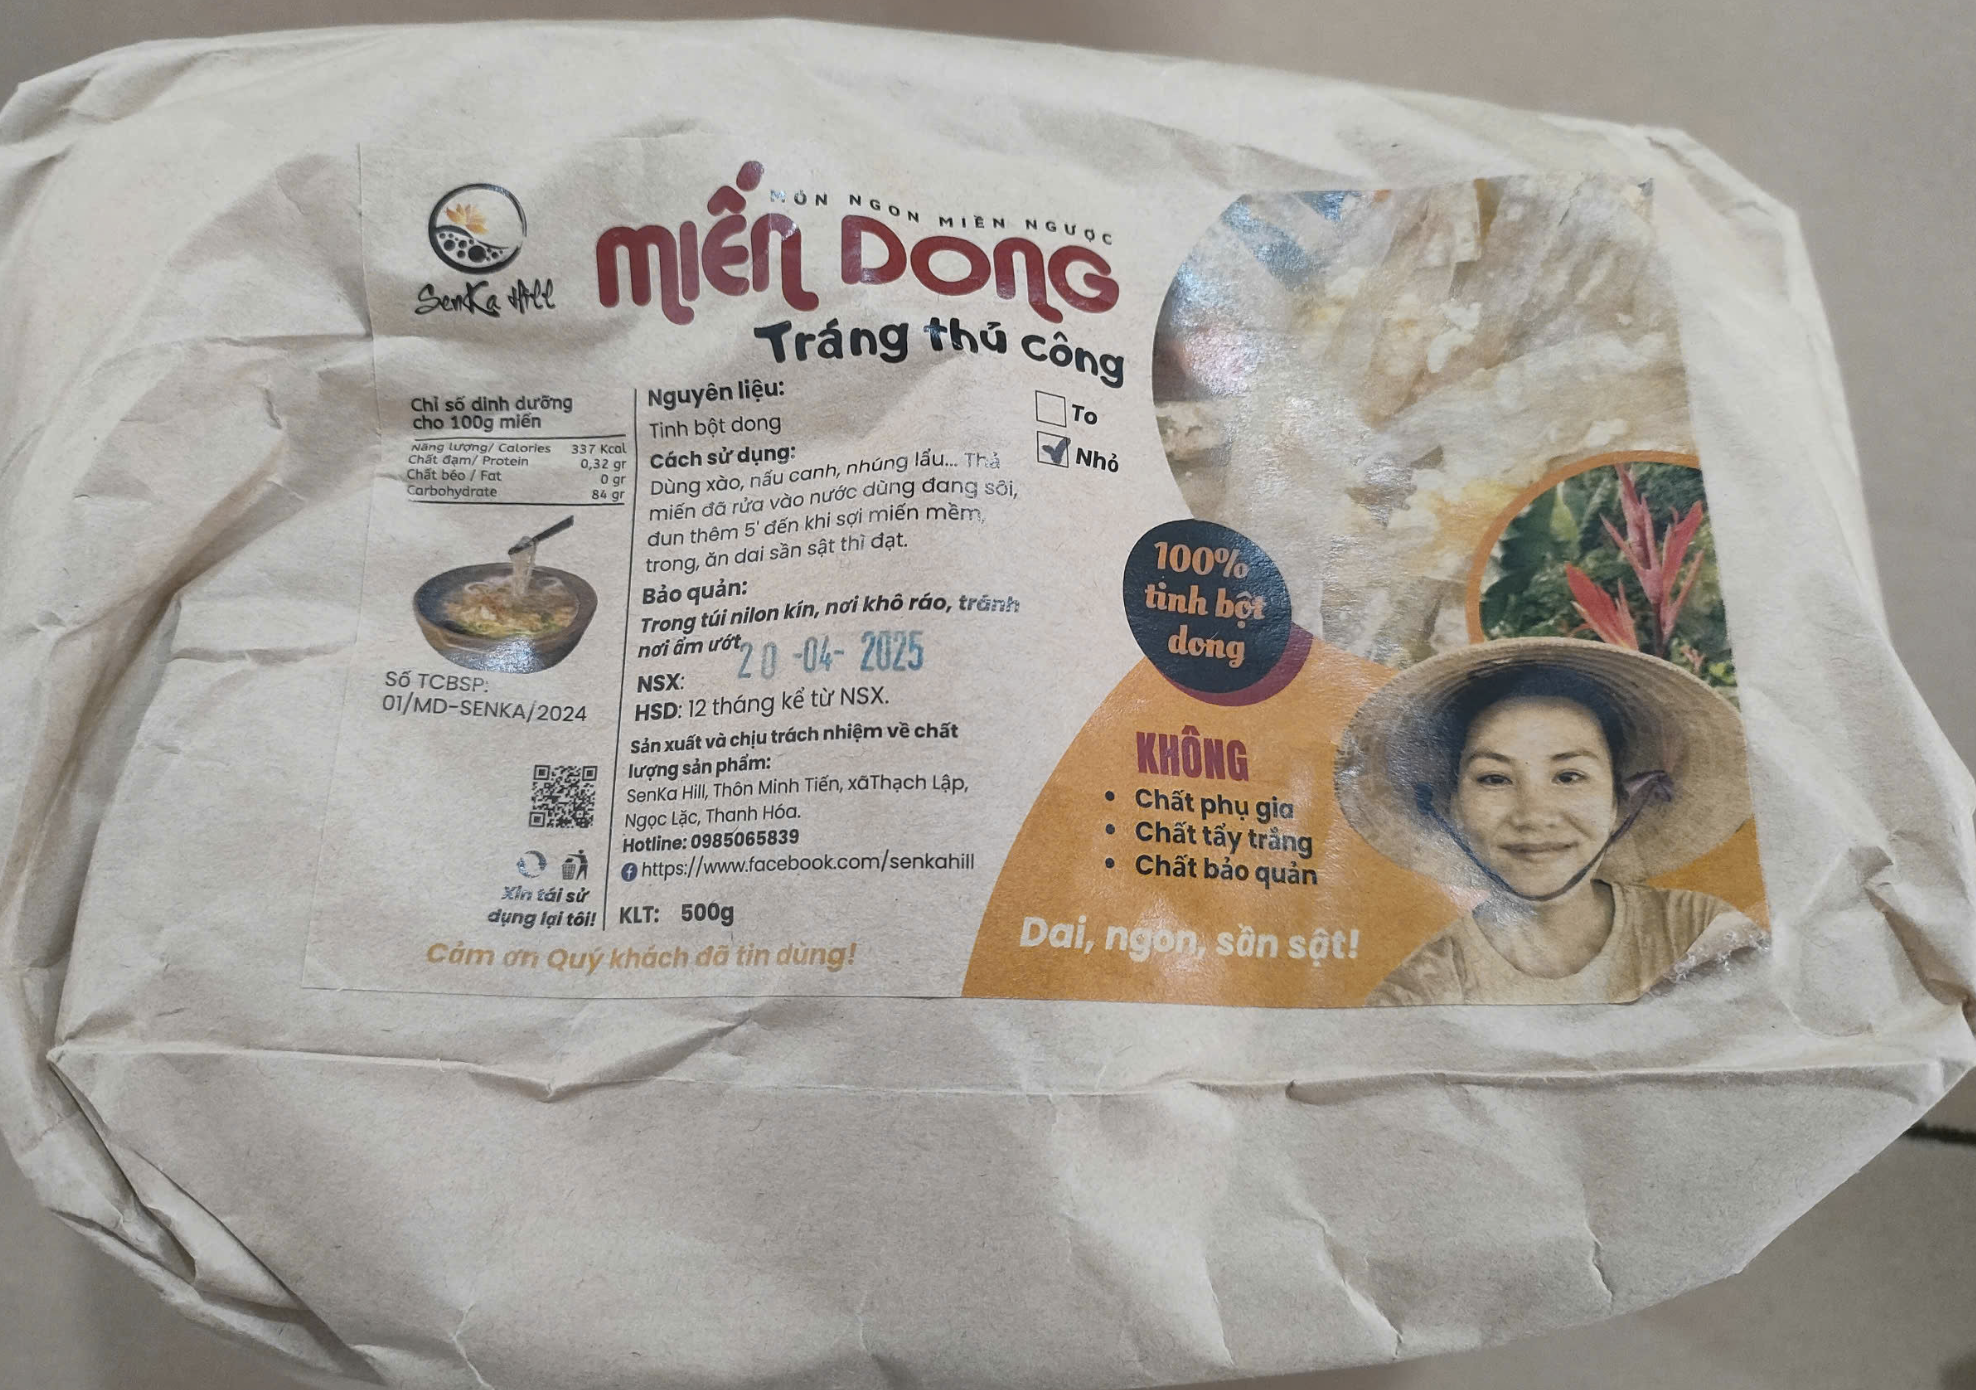 SenKa Hill
MÓN NGON MIỀN NGƯỢC
MIẾN DONG
Tráng thủ công
Chỉ số dinh dưỡng
cho 100g miến
Năng lượng/ Calories 337 Kcal
Chất đạm/ Protein 0,32 gr
Chất béo / Fat 0 gr
Carbohydrate 84 gr
Số TCBSP:
01/MD-SENKA/2024
Xin tái sử
dụng lại tôi!
Nguyên liệu:
Tinh bột dong
Cách sử dụng:
Dùng xào, nấu canh, nhúng lẩu... Thả
miến đã rửa vào nước dùng đang sôi,
đun thêm 5' đến khi sợi miến mềm,
trong, ăn dai sần sật thì đạt.
Bảo quản:
Trong túi nilon kín, nơi khô ráo, tránh
nơi ẩm ướt
NSX: 20-04-2025
HSD: 12 tháng kể từ NSX.
Sản xuất và chịu trách nhiệm về chất
lượng sản phẩm:
SenKa Hill, Thôn Minh Tiến, xãThạch Lập,
Ngọc Lặc, Thanh Hóa.
Hotline: 0985065839
https://www.facebook.com/senkahill
KLT: 500g
Cảm ơn Quý khách đã tin dùng!
To
Nhỏ
100%
tinh bột
dong
KHÔNG
• Chất phụ gia
• Chất tẩy trắng
• Chất bảo quản
Dai, ngon, sần sật!